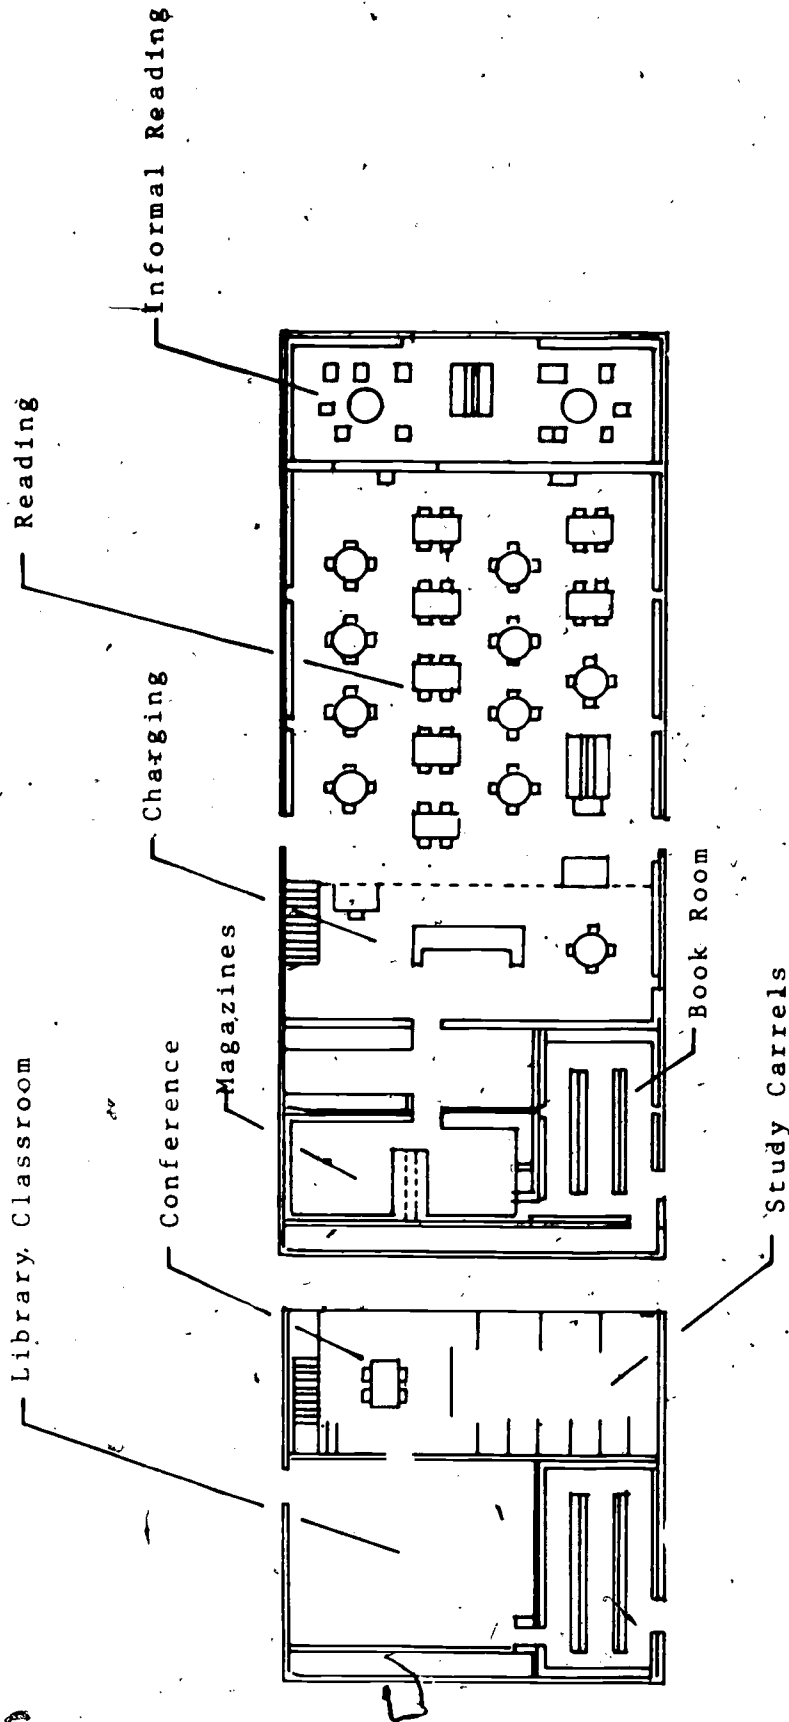 Informal Reading
Reading
Charging
Magazines
Conference
Library Classroom
Book Room
Study Carrels